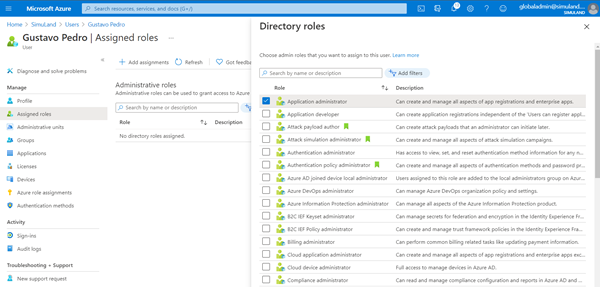 Microsoft Azure
Search resources, services, and docs (G+/)
globaladmin@simuland....
SIMULAND
Home > SimuLand > Users > Gustavo Pedro
Gustavo Pedro | Assigned roles ...
User
Diagnose and solve problems
Manage
Profile
Assigned roles
Administrative units
Groups
Applications
Licenses
Devices
Azure role assignments
Authentication methods
Activity
Sign-ins
Audit logs
Troubleshooting + Support
New support request
+ Add assignments
Refresh
Got feedback
Administrative roles
Administrative roles can be used to grant access to Azure
Search by name or description
Role
Description
No directory roles assigned.
Directory roles
Choose admin roles that you want to assign to this user. Learn more
Search by name or description
Add filters
Role
Description
Application administrator
Can create and manage all aspects of app registrations and enterprise apps.
Application developer
Can create application registrations independent of the 'Users can register appl
Attack payload author
Can create attack payloads that an administrator can initiate later.
Attack simulation administrator
Can create and manage all aspects of attack simulation campaigns.
Authentication administrator
Has access to view, set, and reset authentication method information for any n
Authentication policy administrator
Can create and manage all aspects of authentication methods and password pr
Azure AD joined device local administrator
Users assigned to this role are added to the local administrators group on Azur
Azure DevOps administrator
Can manage Azure DevOps organization policy and settings.
Azure Information Protection administrator
Can manage all aspects of the Azure Information Protection product.
B2C IEF Keyset administrator
Can manage secrets for federation and encryption in the Identity Experience Fr
B2C IEF Policy administrator
Can create and manage trust framework policies in the Identity Experience Fram
Billing administrator
Can perform common billing related tasks like updating payment information.
Cloud application administrator
Can create and manage all aspects of app registrations and enterprise apps exc
Cloud device administrator
Full access to manage devices in Azure AD.
Compliance administrator
Can read and manage compliance configuration and reports in Azure AD and